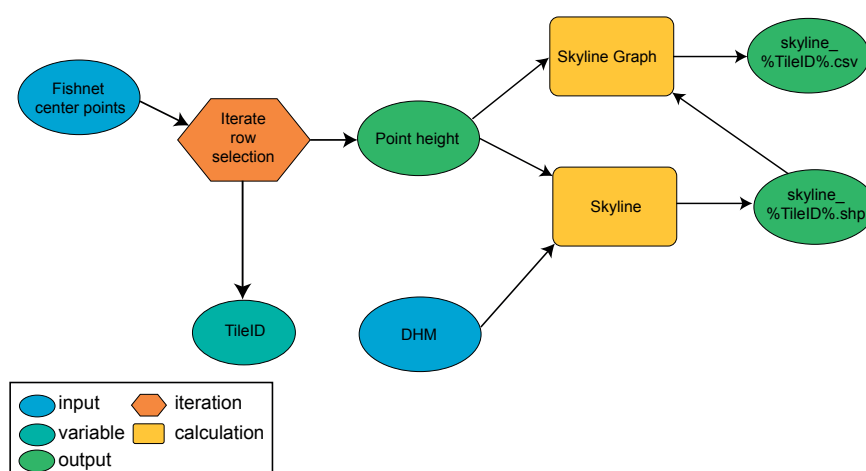 Fishnet
center points
Iterate
row
selection
Point height
Skyline Graph
skyline_
%TileID%.csv
Skyline
skyline_
%TileID%.shp
TileID
DHM
input
iteration
variable
calculation
output